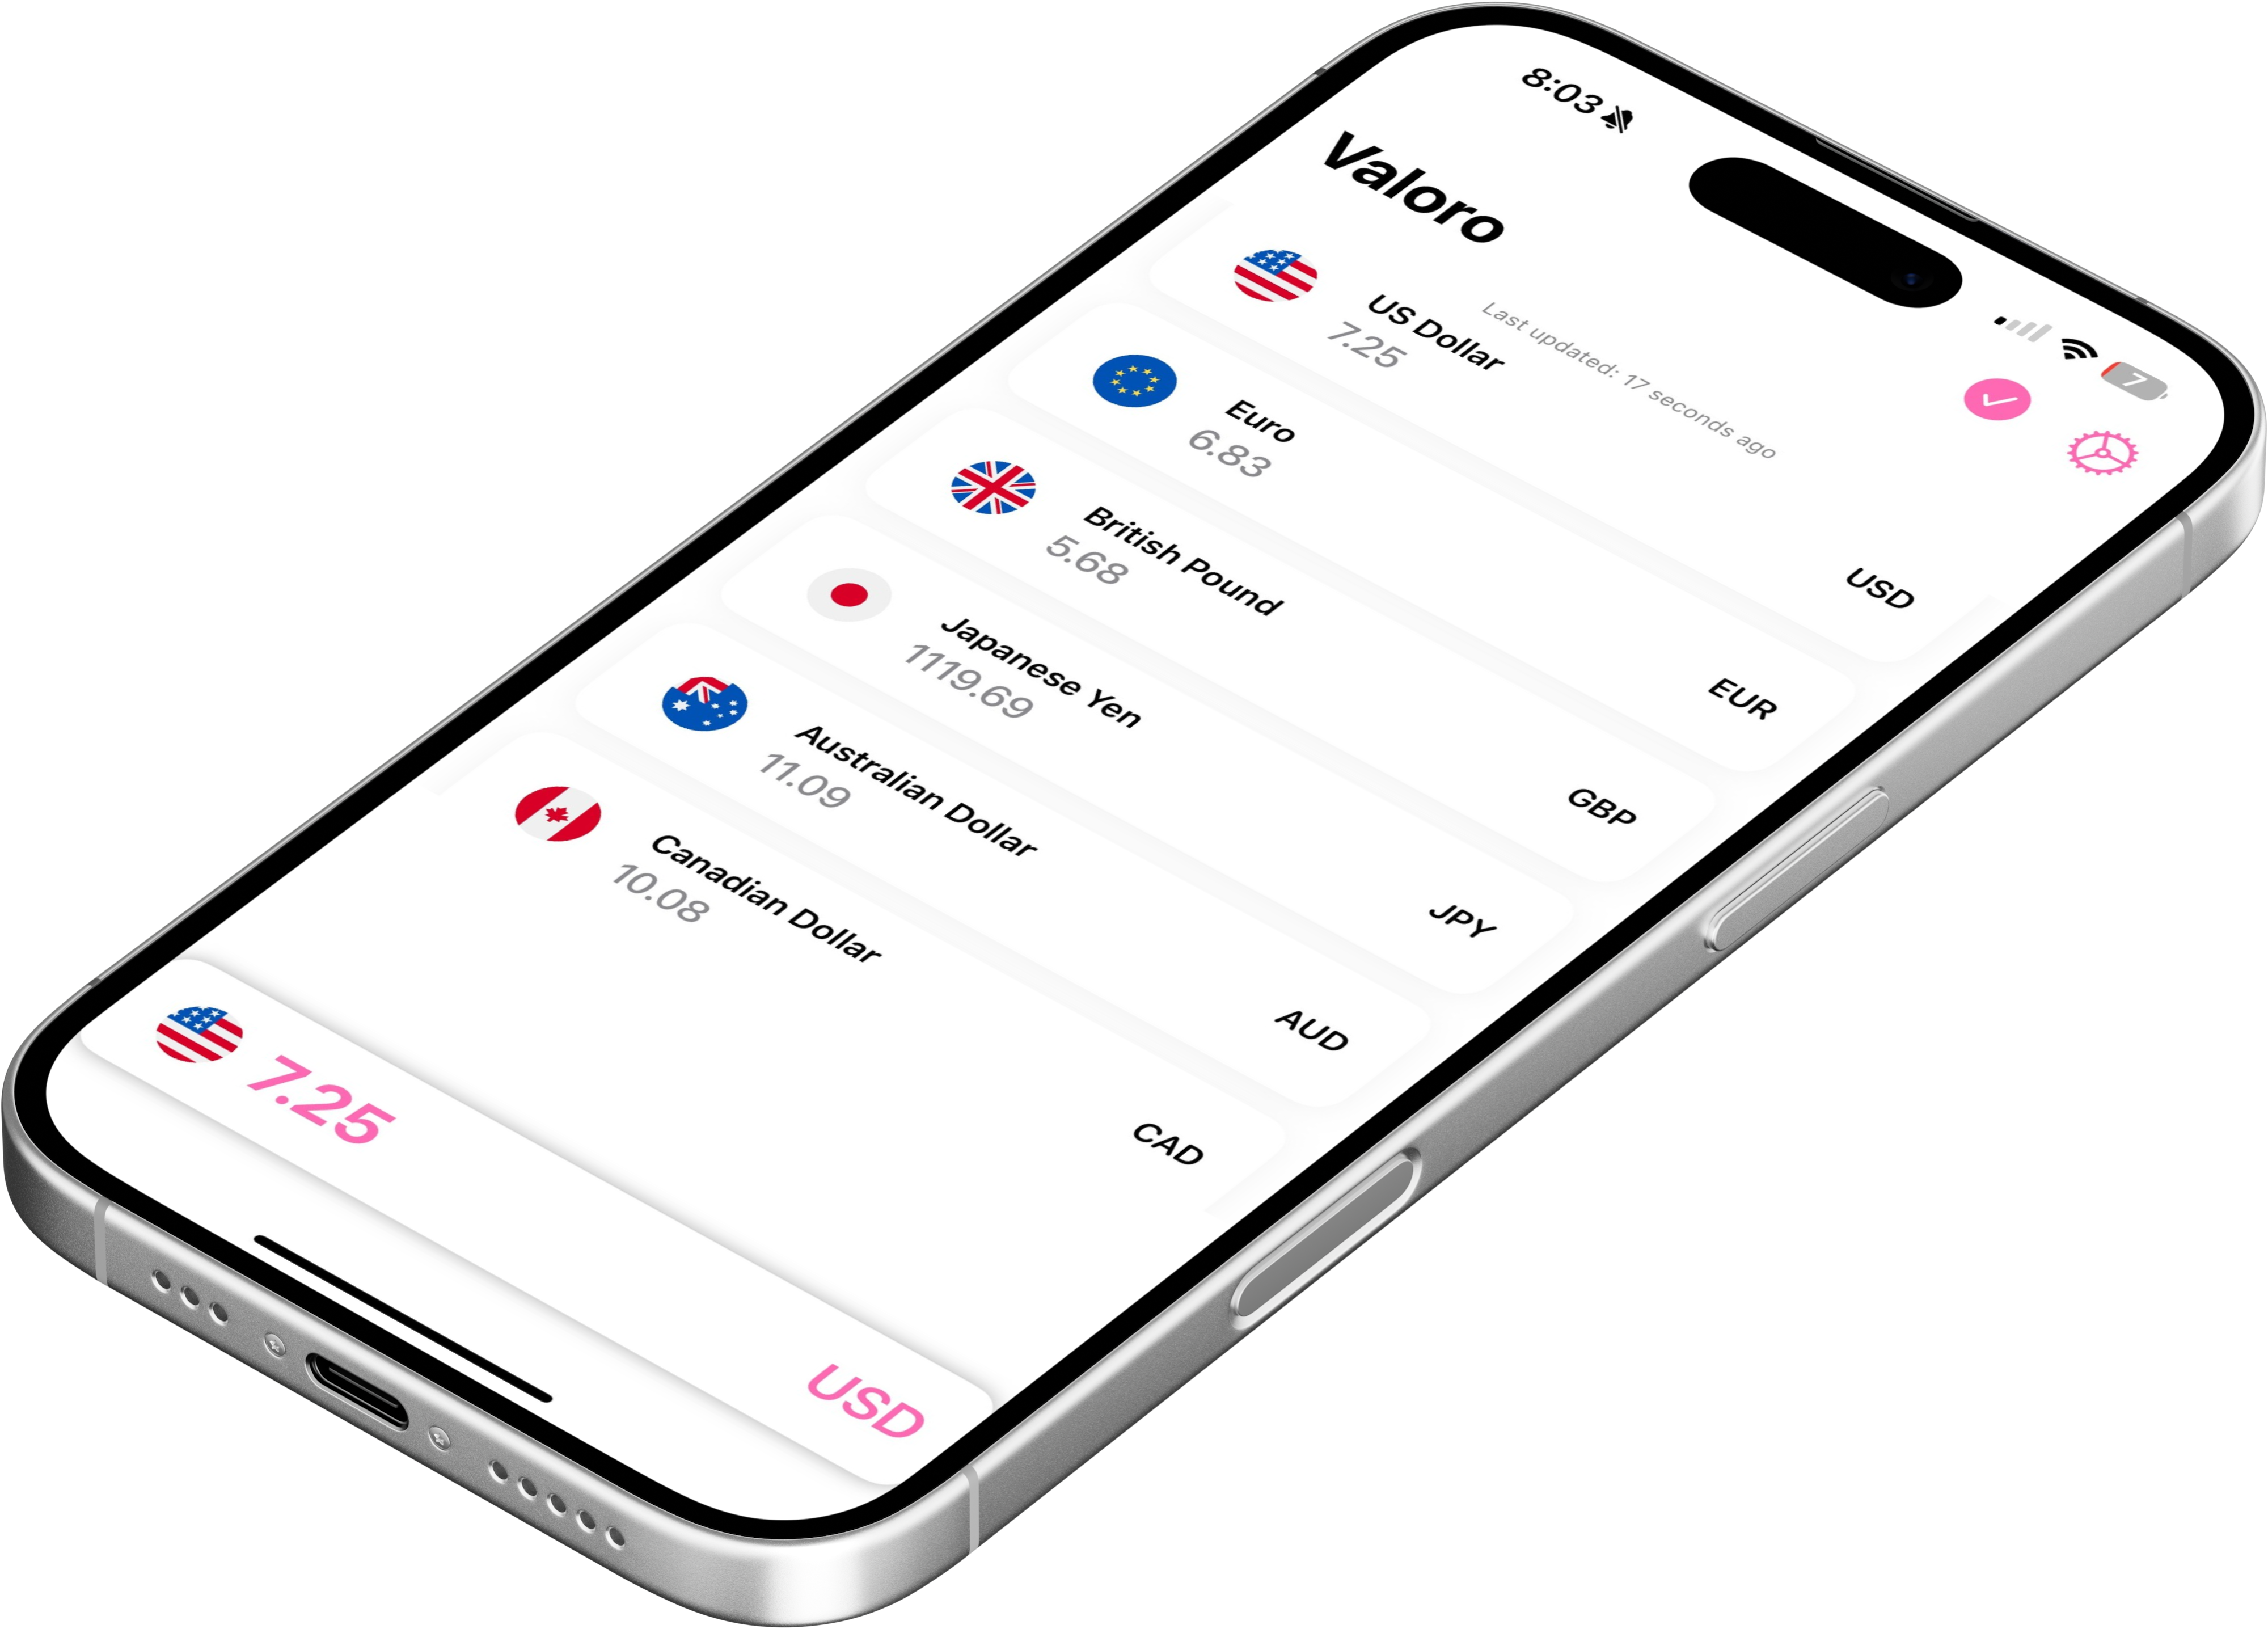 8:03
7
Valoro
Last updated: 17 seconds ago
US Dollar
7.25
USD
Euro
6.83
EUR
British Pound
5.68
GBP
Japanese Yen
1119.69
JPY
Australian Dollar
11.09
AUD
Canadian Dollar
10.08
CAD
7.25
USD